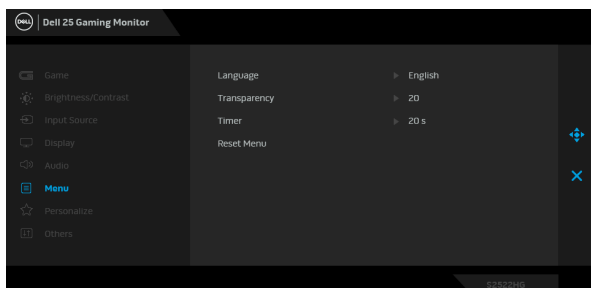 DELL
Dell 25 Gaming Monitor
Game
Brightness/Contrast
Input Source
Display
Audio
Menu
Personalize
Others
Language English
Transparency 20
Timer 20 s
Reset Menu
S2522HG